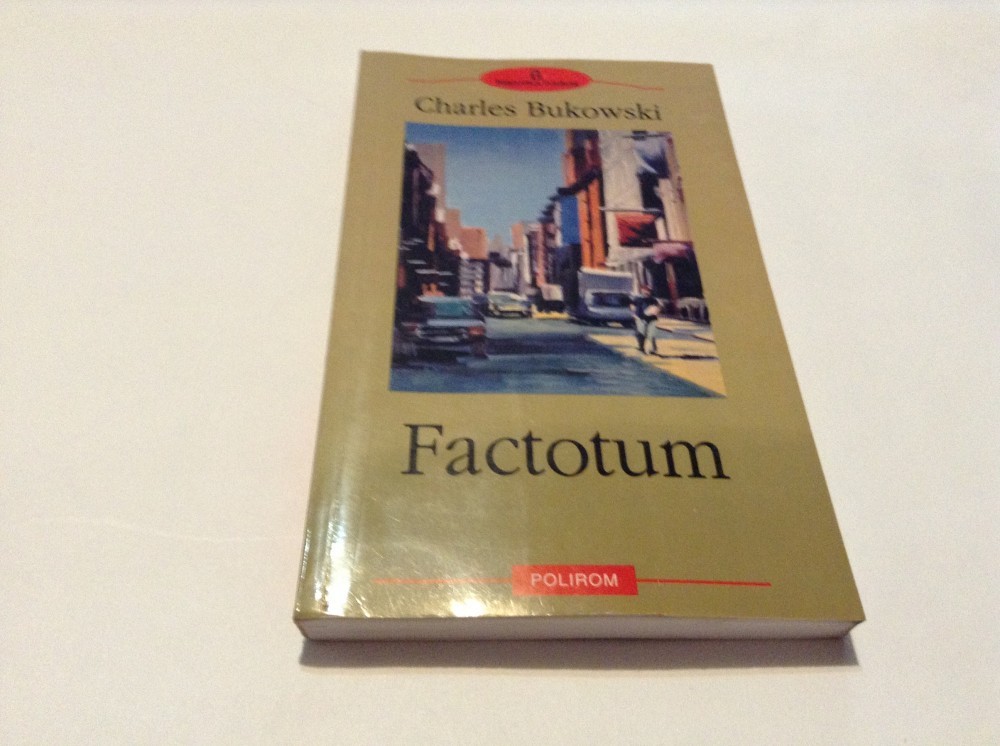 Charles Bukowski
Factotum
POLIROM